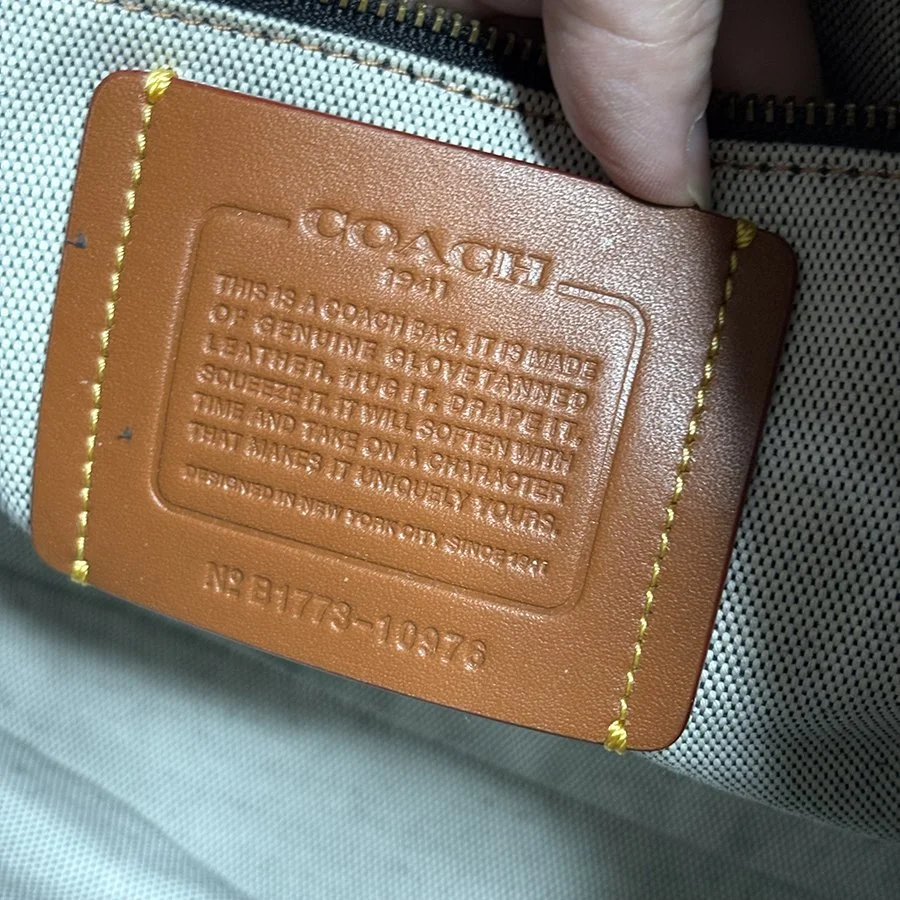 COACH
1941
THIS IS A COACH BAG. IT IS MADE
OF GENUINE GLOVETANNED
LEATHER. HUG IT. DRAPE IT.
SQUEEZE IT. IT WILL SOFTEN WITH
TIME AND TAKE ON A CHARACTER
THAT MAKES IT UNIQUELY YOURS.
DESIGNED IN NEW YORK CITY SINCE 1941
Nº B1773-10976